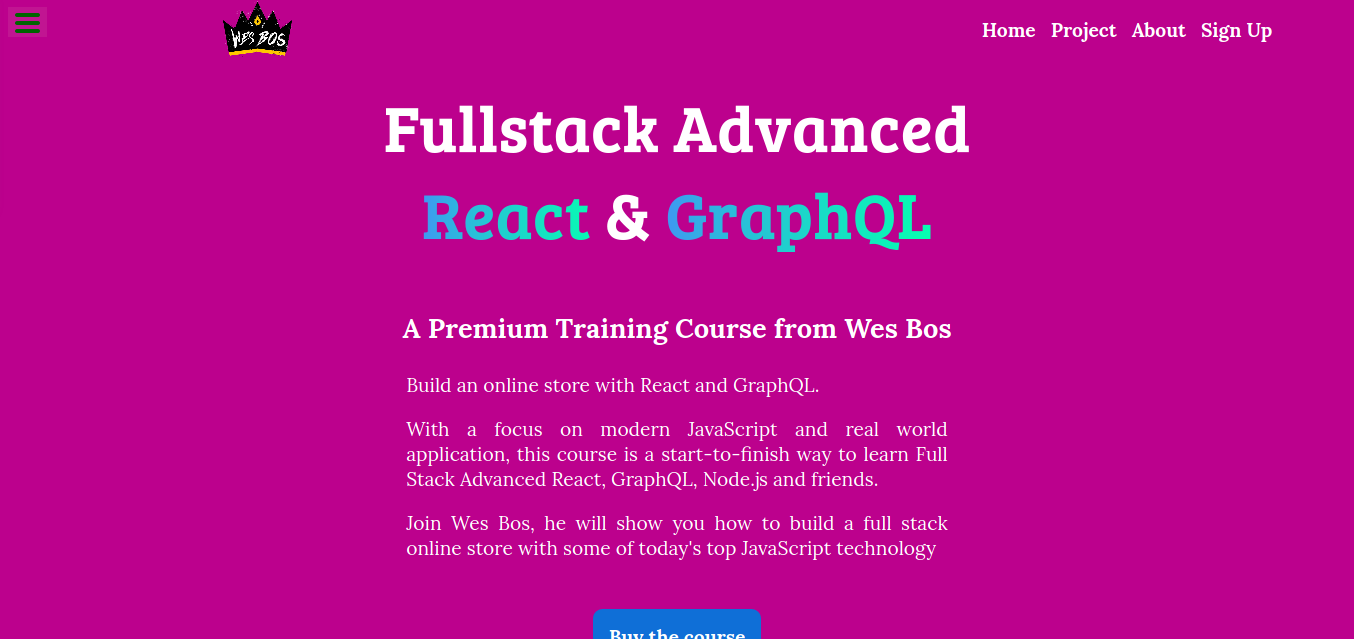 WES BOS
Home Project About Sign Up
Fullstack Advanced
React & GraphQL
A Premium Training Course from Wes Bos
Build an online store with React and GraphQL.
With a focus on modern JavaScript and real world
application, this course is a start-to-finish way to learn Full
Stack Advanced React, GraphQL, Node.js and friends.
Join Wes Bos, he will show you how to build a full stack
online store with some of today's top JavaScript technology
Buy the course